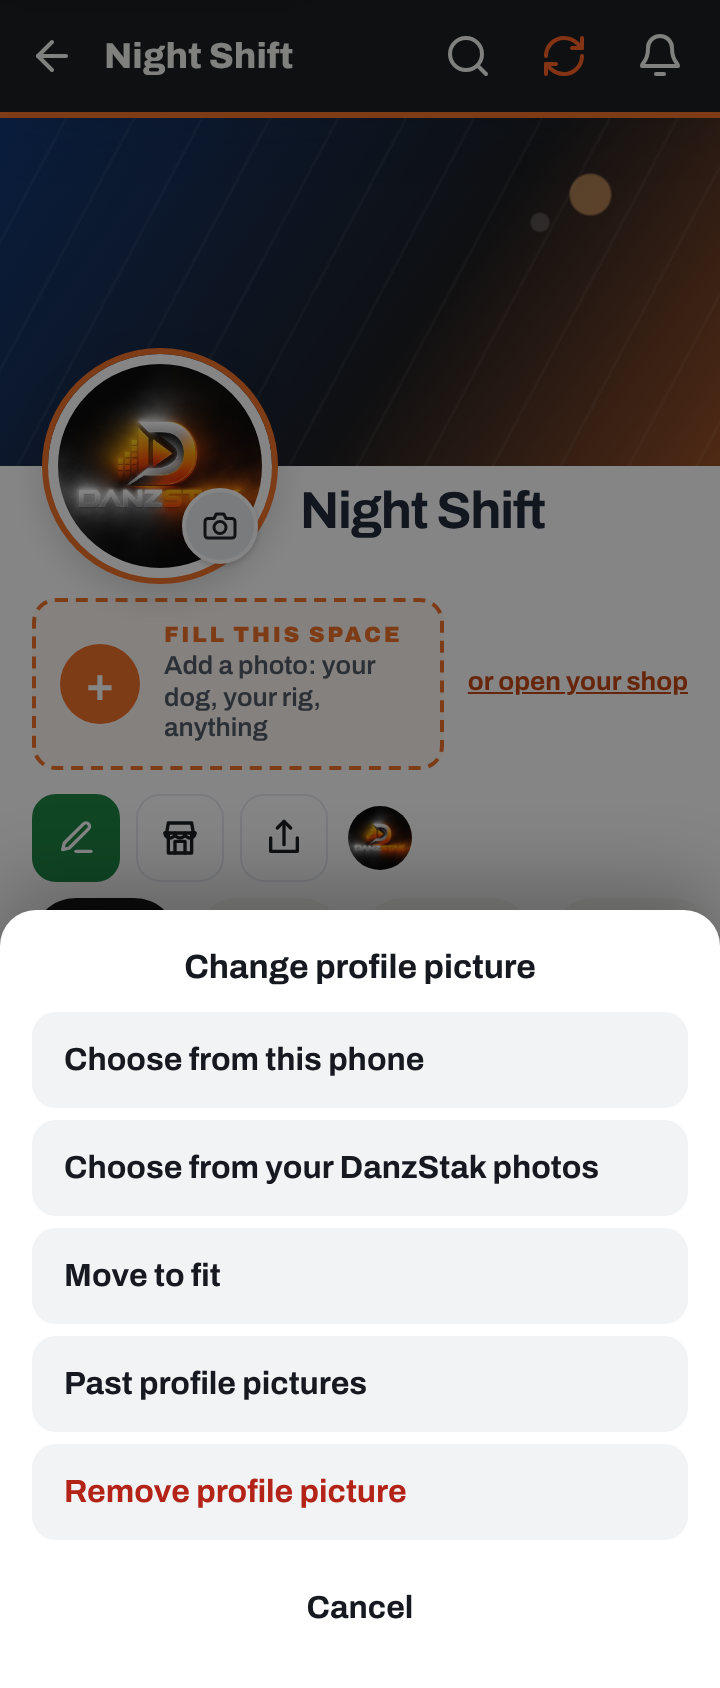 Night Shift
Night Shift
FILL THIS SPACE
Add a photo: your
dog, your rig,
anything
or open your shop
Change profile picture
Choose from this phone
Choose from your DanzStak photos
Move to fit
Past profile pictures
Remove profile picture
Cancel